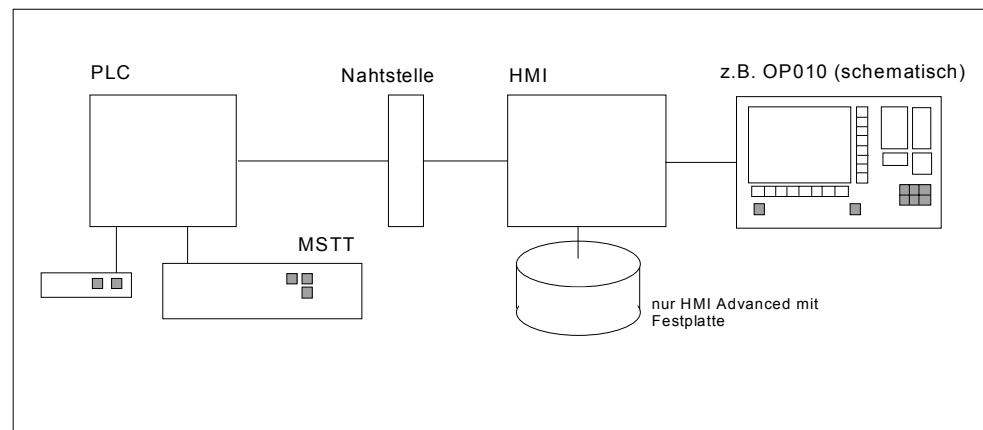 PLC
Nahtstelle
HMI
z.B. OP010 (schematisch)
MSTT
nur HMI Advanced mit
Festplatte